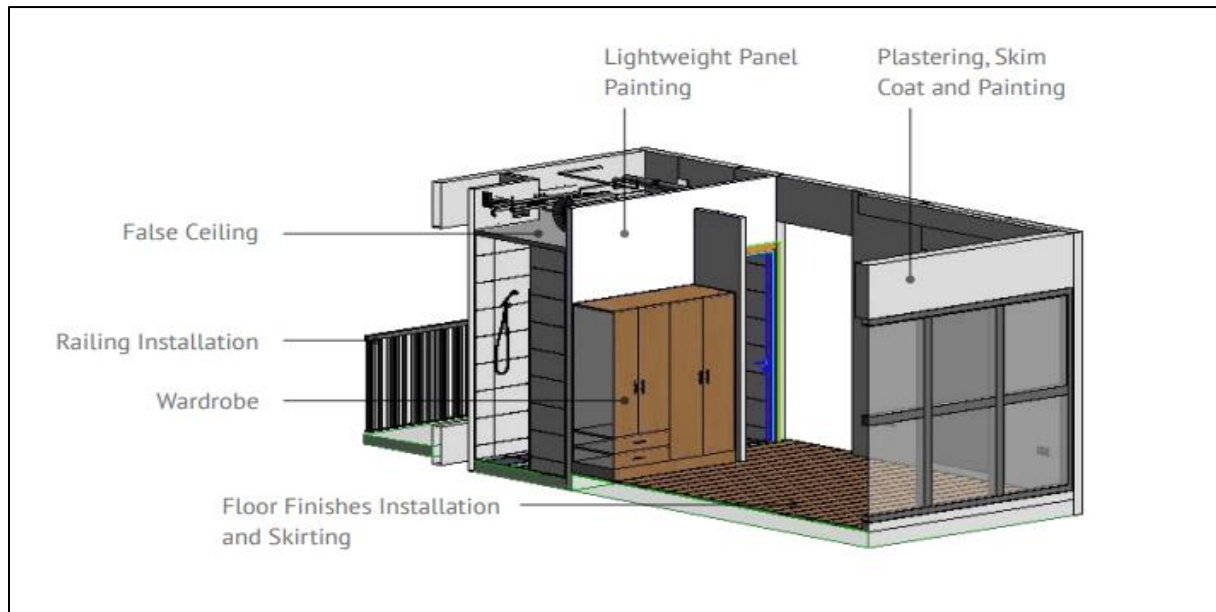 Lightweight Panel
Painting
Plastering, Skim
Coat and Painting
False Ceiling
Railing Installation
Wardrobe
Floor Finishes Installation
and Skirting